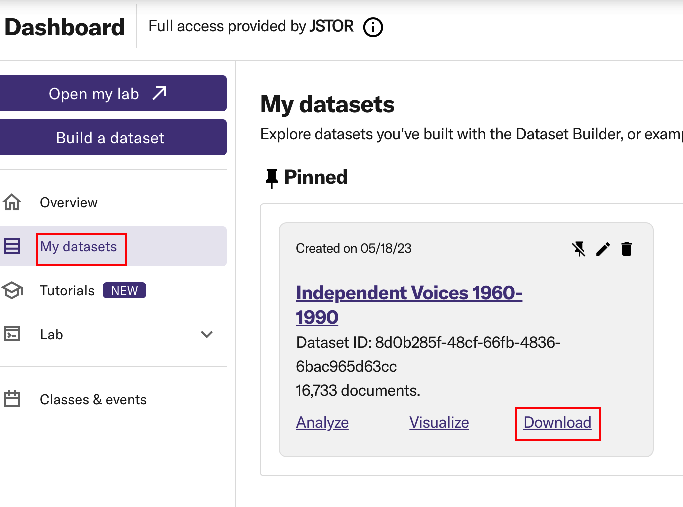 Dashboard
Full access provided by JSTOR
Open my lab
Build a dataset
Overview
My datasets
Tutorials NEW
Lab
Classes & events
My datasets
Explore datasets you've built with the Dataset Builder, or
Pinned
Created on 05/18/23
Independent Voices 1960-
1990
Dataset ID: 8d0b285f-48cf-66fb-4836-
6bac965d63cc
16,733 documents.
Analyze
Visualize
Download